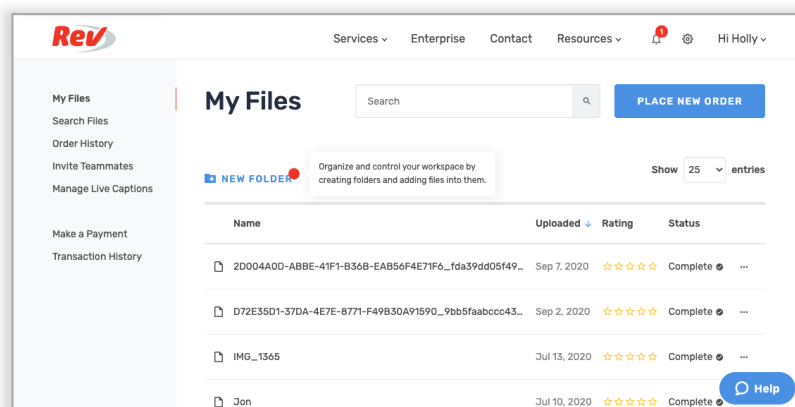 Rev
Services Enterprise Contact Resources 1 Hi Holly
My Files
Search Files
Order History
Invite Teammates
Manage Live Captions
Make a Payment
Transaction History
My Files
Search
PLACE NEW ORDER
NEW FOLDER
Organize and control your workspace by
creating folders and adding files into them.
Show 25 entries
Name Uploaded ↓ Rating Status
2D004A0D-ABBE-41F1-B36B-EAB56F4E71F6_fda39dd05f49... Sep 7, 2020 ☆☆☆☆☆ Complete ...
D72E35D1-37DA-4E7E-8771-F49B30A91590_9bb5faabccc43... Sep 2, 2020 ☆☆☆☆☆ Complete ...
IMG_1365 Jul 13, 2020 ☆☆☆☆☆ Complete ...
Jon Jul 10, 2020 ☆☆☆☆☆ Complete
Help